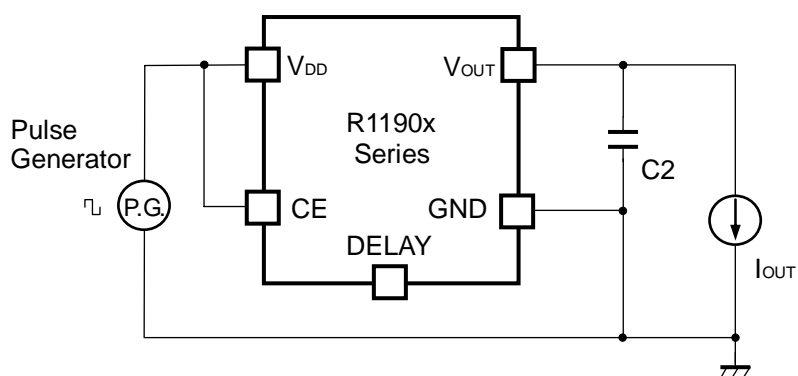 VDD
VOUT
R1190x
Series
Pulse
Generator
P.G.
CE
GND
C2
DELAY
IOUT